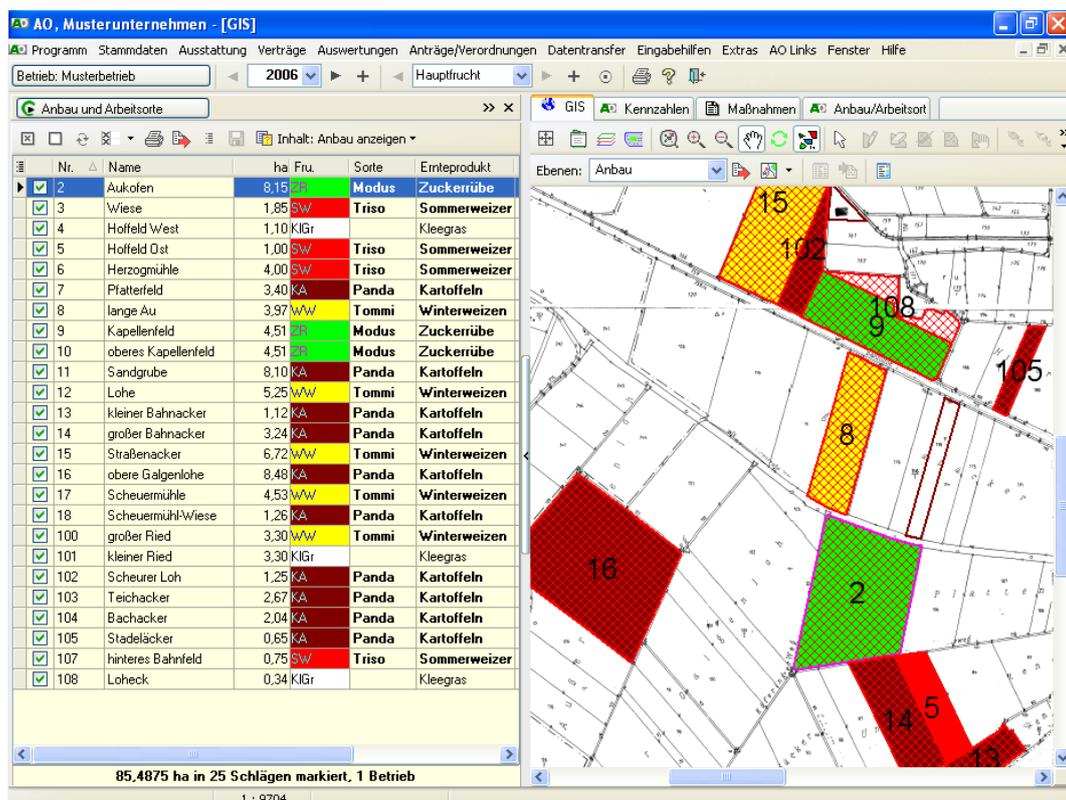 AO, Musterunternehmen - [GIS]
Programm Stammdaten Ausstattung Verträge Auswertungen Anträge/Verordnungen Datentransfer Eingabehilfen Extras AO Links Fenster Hilfe
Betrieb: Musterbetrieb 2006 Hauptfrucht
Anbau und Arbeitsorte
GIS Kennzahlen Maßnahmen Anbau/Arbeitsort
Inhalt: Anbau anzeigen
Ebenen: Anbau
Nr. Name ha Fru. Sorte Ernteprodukt
2 Aukofen 8,15 ZR Modus Zuckerrübe
3 Wiese 1,85 SW Triso Sommerweizer
4 Hoffeld West 1,10 KlGr Kleegras
5 Hoffeld Ost 1,00 SW Triso Sommerweizer
6 Herzogmühle 4,00 SW Triso Sommerweizer
7 Pfatterfeld 3,40 KA Panda Kartoffeln
8 lange Au 3,97 WW Tommi Winterweizen
9 Kapellenfeld 4,51 ZR Modus Zuckerrübe
10 oberes Kapellenfeld 4,51 ZR Modus Zuckerrübe
11 Sandgrube 8,10 KA Panda Kartoffeln
12 Lohe 5,25 WW Tommi Winterweizen
13 kleiner Bahnacker 1,12 KA Panda Kartoffeln
14 großer Bahnacker 3,24 KA Panda Kartoffeln
15 Straßenacker 6,72 WW Tommi Winterweizen
16 obere Galgenlohe 8,48 KA Panda Kartoffeln
17 Scheuermühle 4,53 WW Tommi Winterweizen
18 Scheuermühl-Wiese 1,26 KA Panda Kartoffeln
100 großer Ried 3,30 WW Tommi Winterweizen
101 kleiner Ried 3,30 KlGr Kleegras
102 Scheurer Loh 1,25 KA Panda Kartoffeln
103 Teichacker 2,67 KA Panda Kartoffeln
104 Bachacker 2,04 KA Panda Kartoffeln
105 Stadeläcker 0,65 KA Panda Kartoffeln
107 hinteres Bahnfeld 0,75 SW Triso Sommerweizer
108 Loheck 0,34 KlGr Kleegras
85,4875 ha in 25 Schlägen markiert, 1 Betrieb
1 : 9704
15
102
108
9
105
8
16
2
14
5
13